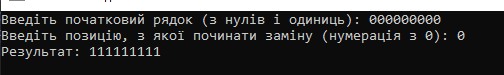 Введіть початковий рядок (з нулів і одиниць): 000000000
Введіть позицію, з якої починати заміну (нумерація з 0): 0
Результат: 111111111